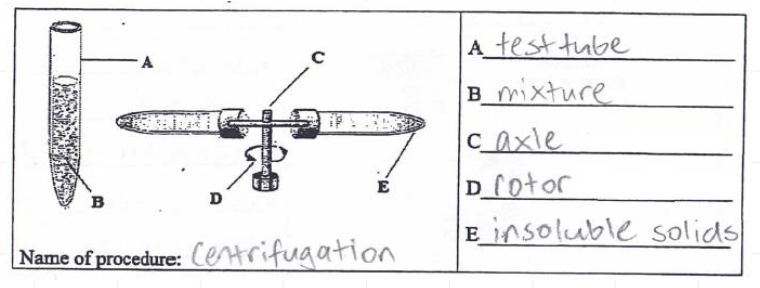 A
C
B
D
E
Name of procedure: Centrifugation
A test tube
B mixture
C axle
D rotor
E insoluble solids